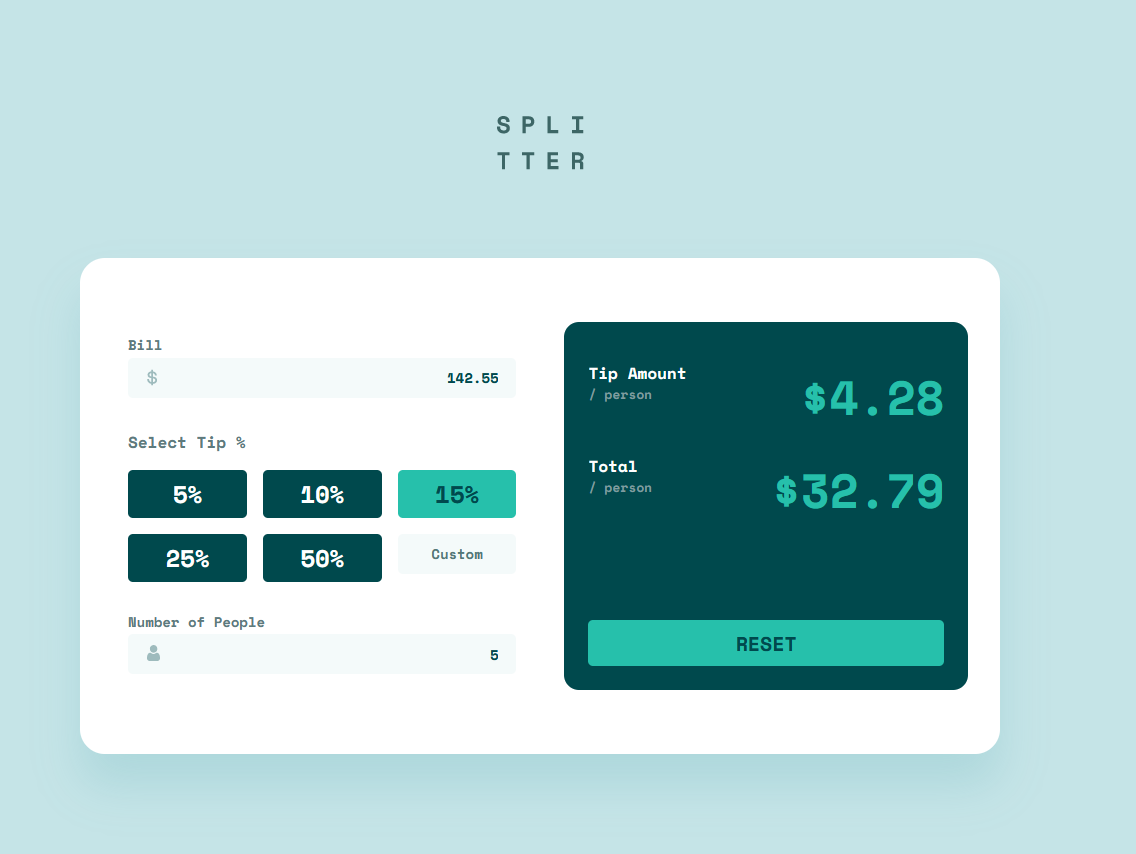 SPLI
TTER
Bill
$ 142.55
Select Tip %
5% 10% 15%
25% 50% Custom
Number of People
5
Tip Amount
/ person
$4.28
Total
/ person
$32.79
RESET